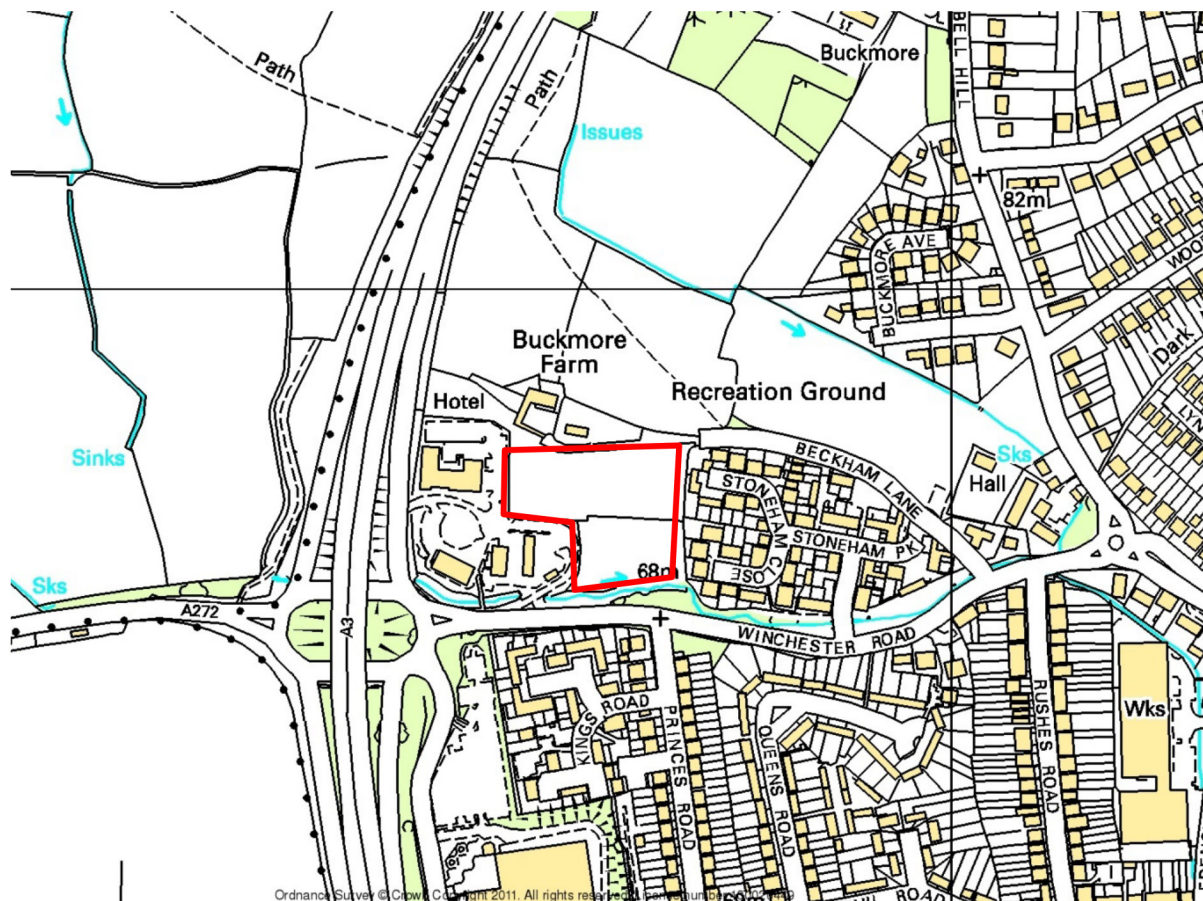 Path
Path
Issues
Buckmore
BELL HILL
82m
BUCKMORE AVE
Dark
Buckmore
Farm
Recreation Ground
Hotel
Sinks
Sks
BECKHAM LANE
Hall
STONEHAM
STONEHAM PK
68m
Sks
A272
A3
WINCHESTER ROAD
KINGS ROAD
PRINCES ROAD
QUEENS ROAD
RUSHES ROAD
Wks
ROAD
Ordnance Survey © Crown Copyright 2011. All rights reserved.